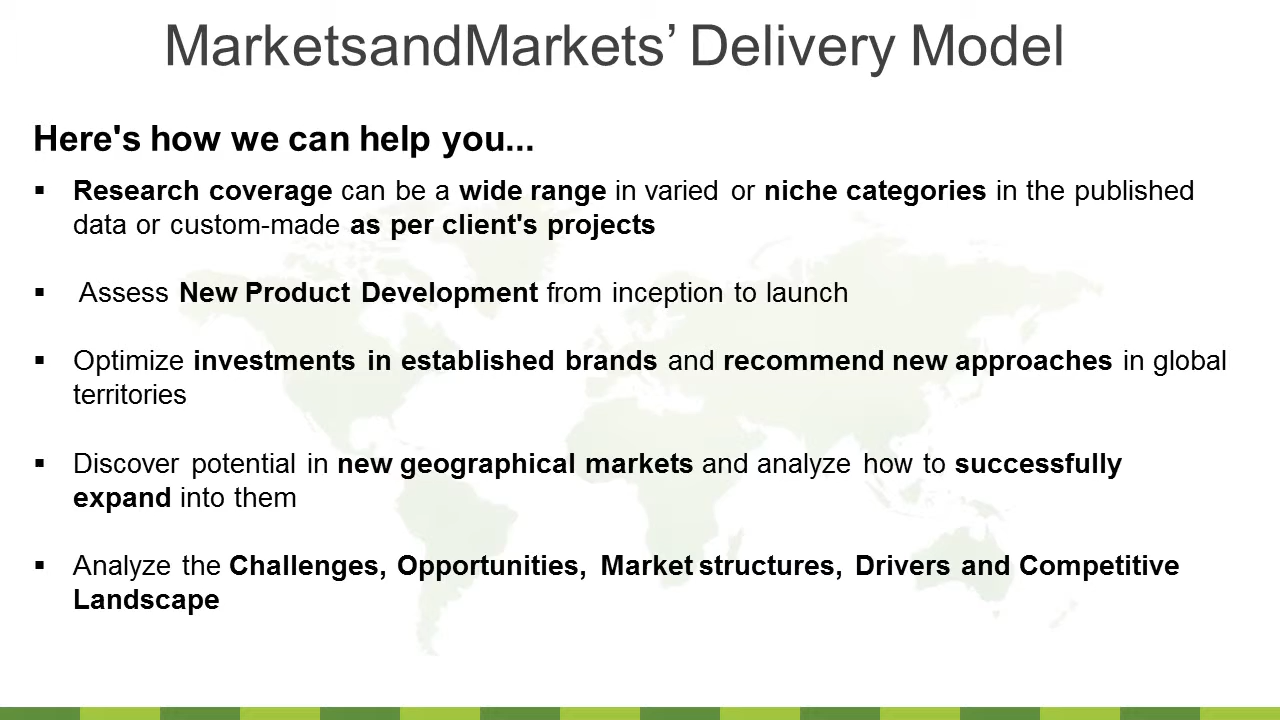 MarketsandMarkets’ Delivery Model
Here's how we can help you...
▪ Research coverage can be a wide range in varied or niche categories in the published
data or custom-made as per client's projects
▪ Assess New Product Development from inception to launch
▪ Optimize investments in established brands and recommend new approaches in global
territories
▪ Discover potential in new geographical markets and analyze how to successfully
expand into them
▪ Analyze the Challenges, Opportunities, Market structures, Drivers and Competitive
Landscape